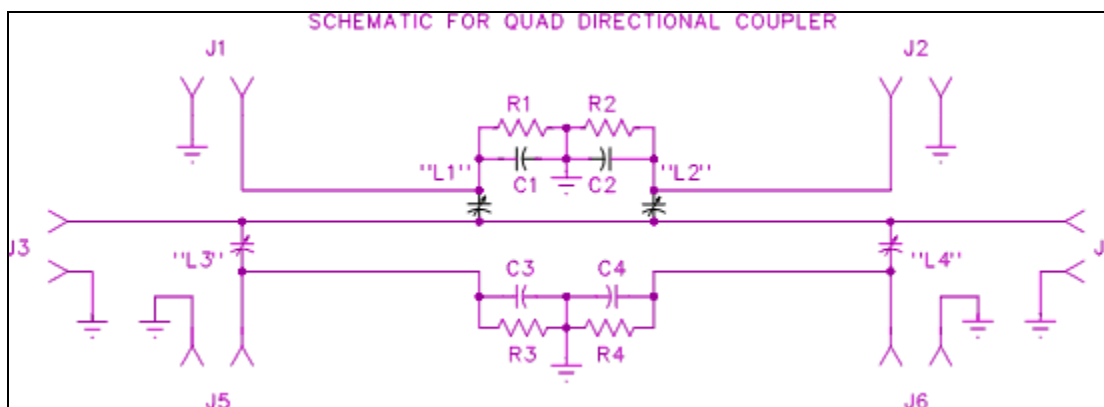 SCHEMATIC FOR QUAD DIRECTIONAL COUPLER
J1
J2
R1 R2
"L1" "L2"
C1 C2
J3
"L3" "L4"
C3 C4
R3 R4
J5
J6